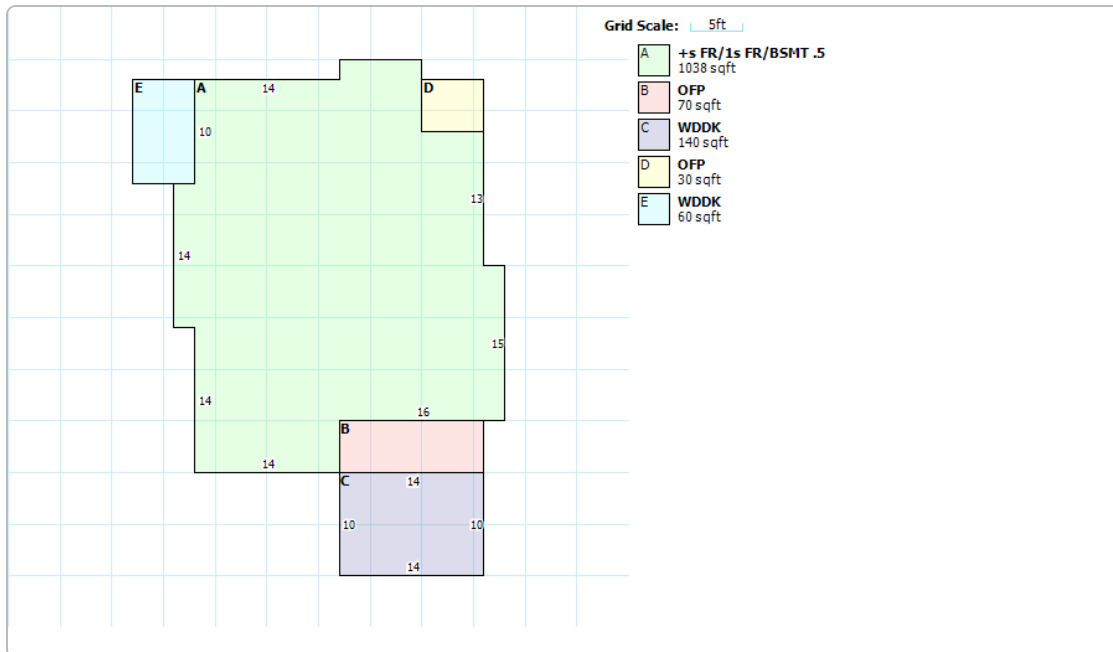 Grid Scale: 5ft
A +s FR/1s FR/BSMT .5
1038 sqft
B OFP
70 sqft
C WDDK
140 sqft
D OFP
30 sqft
E WDDK
60 sqft
E A 14 D
10
13
14
15
14
16
B
14
C 14
10 10
14